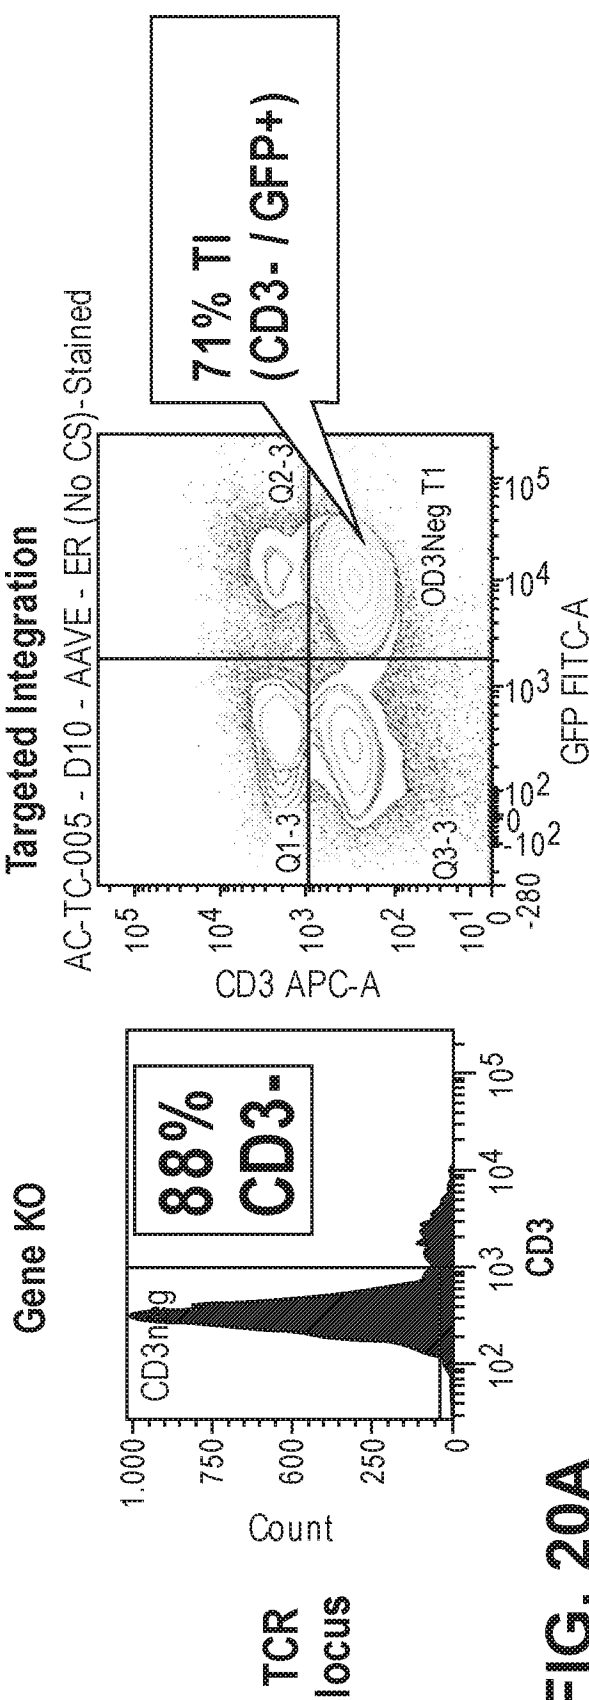 Gene KO
TCR
locus
Count
1.000
750
600
250
0
CD3neg
88%
CD3-
10²
10³
10⁴
10⁵
CD3
Targeted Integration
AC-TC-005 - D10 - AAVE - ER (No CS)-Stained
CD3 APC-A
10⁵
10⁴
10³
10²
10¹
0
Q1-3
Q2-3
Q3-3
OD3Neg T1
-280
-10²
0
10²
10³
10⁴
10⁵
GFP FITC-A
71% TI
(CD3- / GFP+)
FIG. 20A